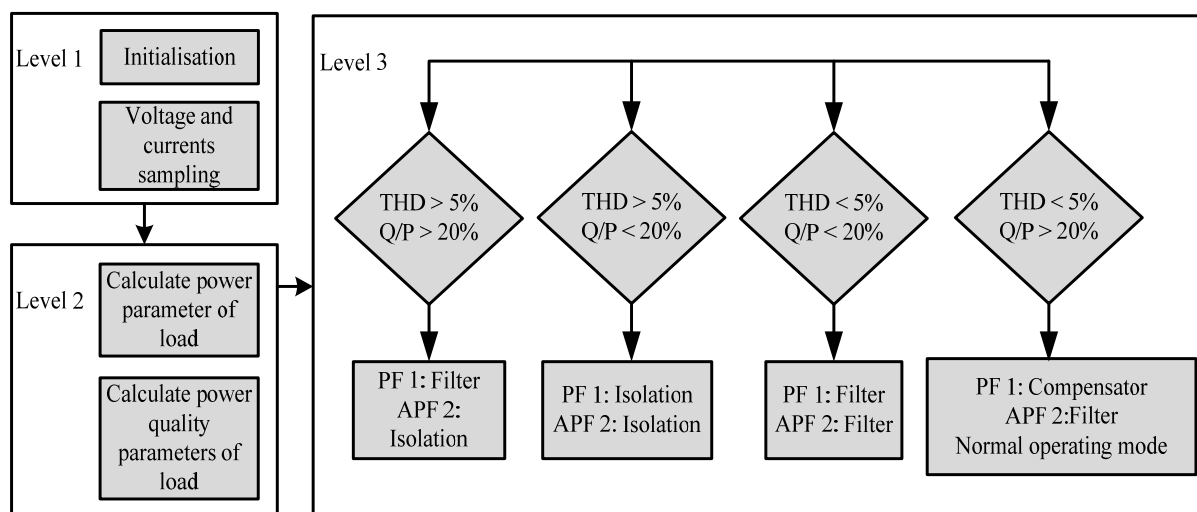 Level 1
Initialisation
Voltage and
currents
sampling
Level 2
Calculate power
parameter of
load
Calculate power
quality
parameters of
load
Level 3
THD > 5%
Q/P > 20%
THD > 5%
Q/P < 20%
THD < 5%
Q/P < 20%
THD < 5%
Q/P > 20%
PF 1: Filter
APF 2:
Isolation
PF 1: Isolation
APF 2: Isolation
PF 1: Filter
APF 2: Filter
PF 1: Compensator
APF 2:Filter
Normal operating mode